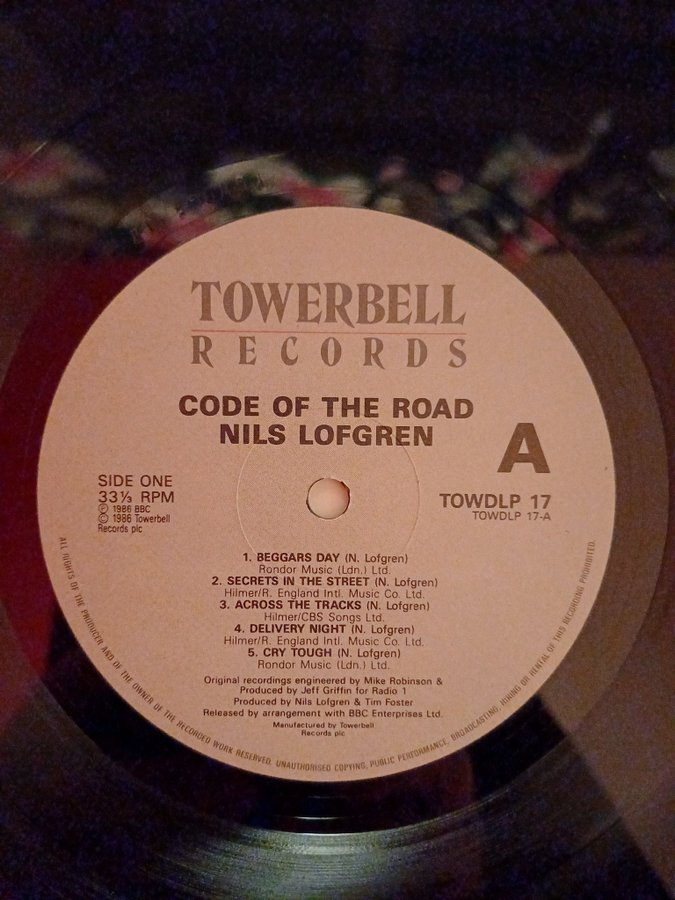 TOWERBELL
RECORDS
CODE OF THE ROAD
NILS LOFGREN
A
SIDE ONE
33⅓ RPM
Ⓟ 1986 BBC
© 1986 Towerbell
Records plc
TOWDLP 17
TOWDLP 17-A
1. BEGGARS DAY (N. Lofgren)
Rondor Music (Ldn.) Ltd.
2. SECRETS IN THE STREET (N. Lofgren)
Hilmer/R. England Intl. Music Co. Ltd.
3. ACROSS THE TRACKS (N. Lofgren)
Hilmer/CBS Songs Ltd.
4. DELIVERY NIGHT (N. Lofgren)
Hilmer/R. England Intl. Music Co. Ltd.
5. CRY TOUGH (N. Lofgren)
Rondor Music (Ldn.) Ltd.
Original recordings engineered by Mike Robinson &
Produced by Jeff Griffin for Radio 1
Produced by Nils Lofgren & Tim Foster
Released by arrangement with BBC Enterprises Ltd.
Manufactured by Towerbell
Records plc
ALL RIGHTS OF THE PRODUCER AND OF THE OWNER OF THE RECORDED WORK RESERVED. UNAUTHORISED COPYING, PUBLIC PERFORMANCE, BROADCASTING, HIRING OR RENTAL OF THIS RECORDING PROHIBITED.